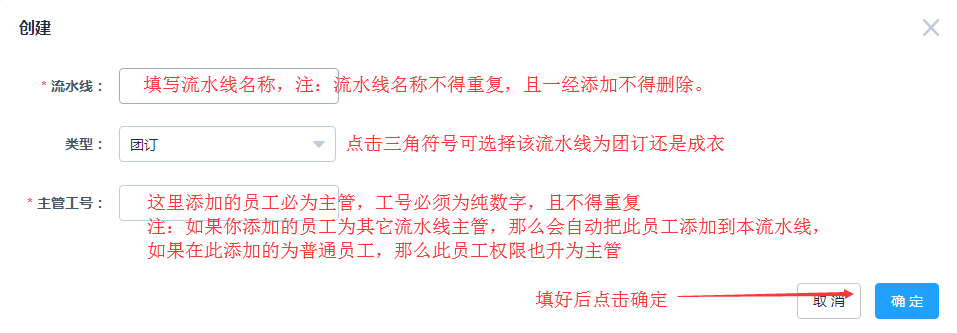 创建
* 流水线： 填写流水线名称，注：流水线名称不得重复，且一经添加不得删除。
类型： 团订 点击三角符号可选择该流水线为团订还是成衣
* 主管工号： 这里添加的员工必为主管，工号必须为纯数字，且不得重复
注：如果你添加的员工为其它流水线主管，那么会自动把此员工添加到本流水线，
如果在此添加的为普通员工，那么此员工权限也升为主管
填好后点击确定 取消 确定